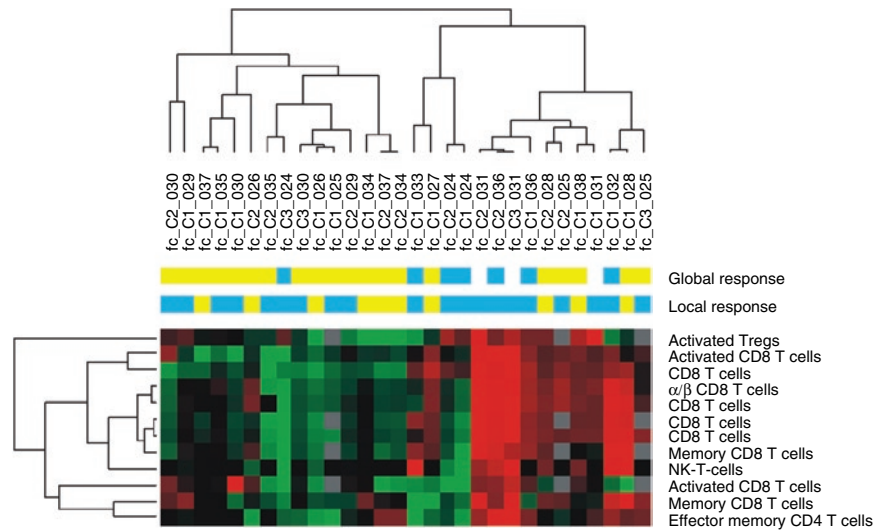 fc_C2_030
fc_C1_029
fc_C1_037
fc_C1_035
fc_C1_030
fc_C2_026
fc_C2_035
fc_C3_024
fc_C3_030
fc_C1_026
fc_C1_025
fc_C2_029
fc_C1_034
fc_C2_037
fc_C2_034
fc_C1_033
fc_C1_027
fc_C2_024
fc_C1_024
fc_C2_031
fc_C2_036
fc_C3_031
fc_C1_036
fc_C2_028
fc_C2_025
fc_C1_038
fc_C1_031
fc_C1_032
fc_C1_028
fc_C3_025
Global response
Local response
Activated Tregs
Activated CD8 T cells
CD8 T cells
α/β CD8 T cells
CD8 T cells
CD8 T cells
CD8 T cells
Memory CD8 T cells
NK-T-cells
Activated CD8 T cells
Memory CD8 T cells
Effector memory CD4 T cells